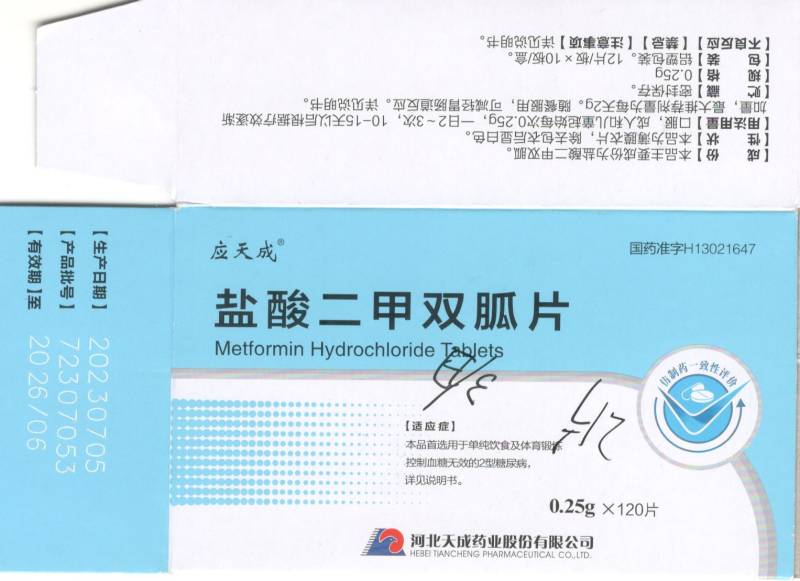 【成　　份】本品主要成份为盐酸二甲双胍。
【性　　状】本品为薄膜衣片，除去包衣后显白色。
【用法用量】口服，成人和儿童起始每次0.25g，一日2~3次，10-15天以后根据疗效逐渐
加量，最大推荐剂量为每天2g。随餐服用，可减轻胃肠道反应。详见说明书。
【贮　　藏】密封保存。
【规　　格】0.25g
【包　　装】铝塑包装。12片/板×10板/盒。
【不良反应】【禁忌】【注意事项】详见说明书。
【生产日期】20230705
【产品批号】72307053
【有效期】至 2026/06
应天成®
国药准字H13021647
盐酸二甲双胍片
Metformin Hydrochloride Tablets
仿制药一致性评价
【适应症】
本品首选用于单纯饮食及体育锻炼
控制血糖无效的2型糖尿病，
详见说明书。
0.25g ×120片
河北天成药业股份有限公司
HEBEI TIANCHENG PHARMACEUTICAL CO.,LTD.